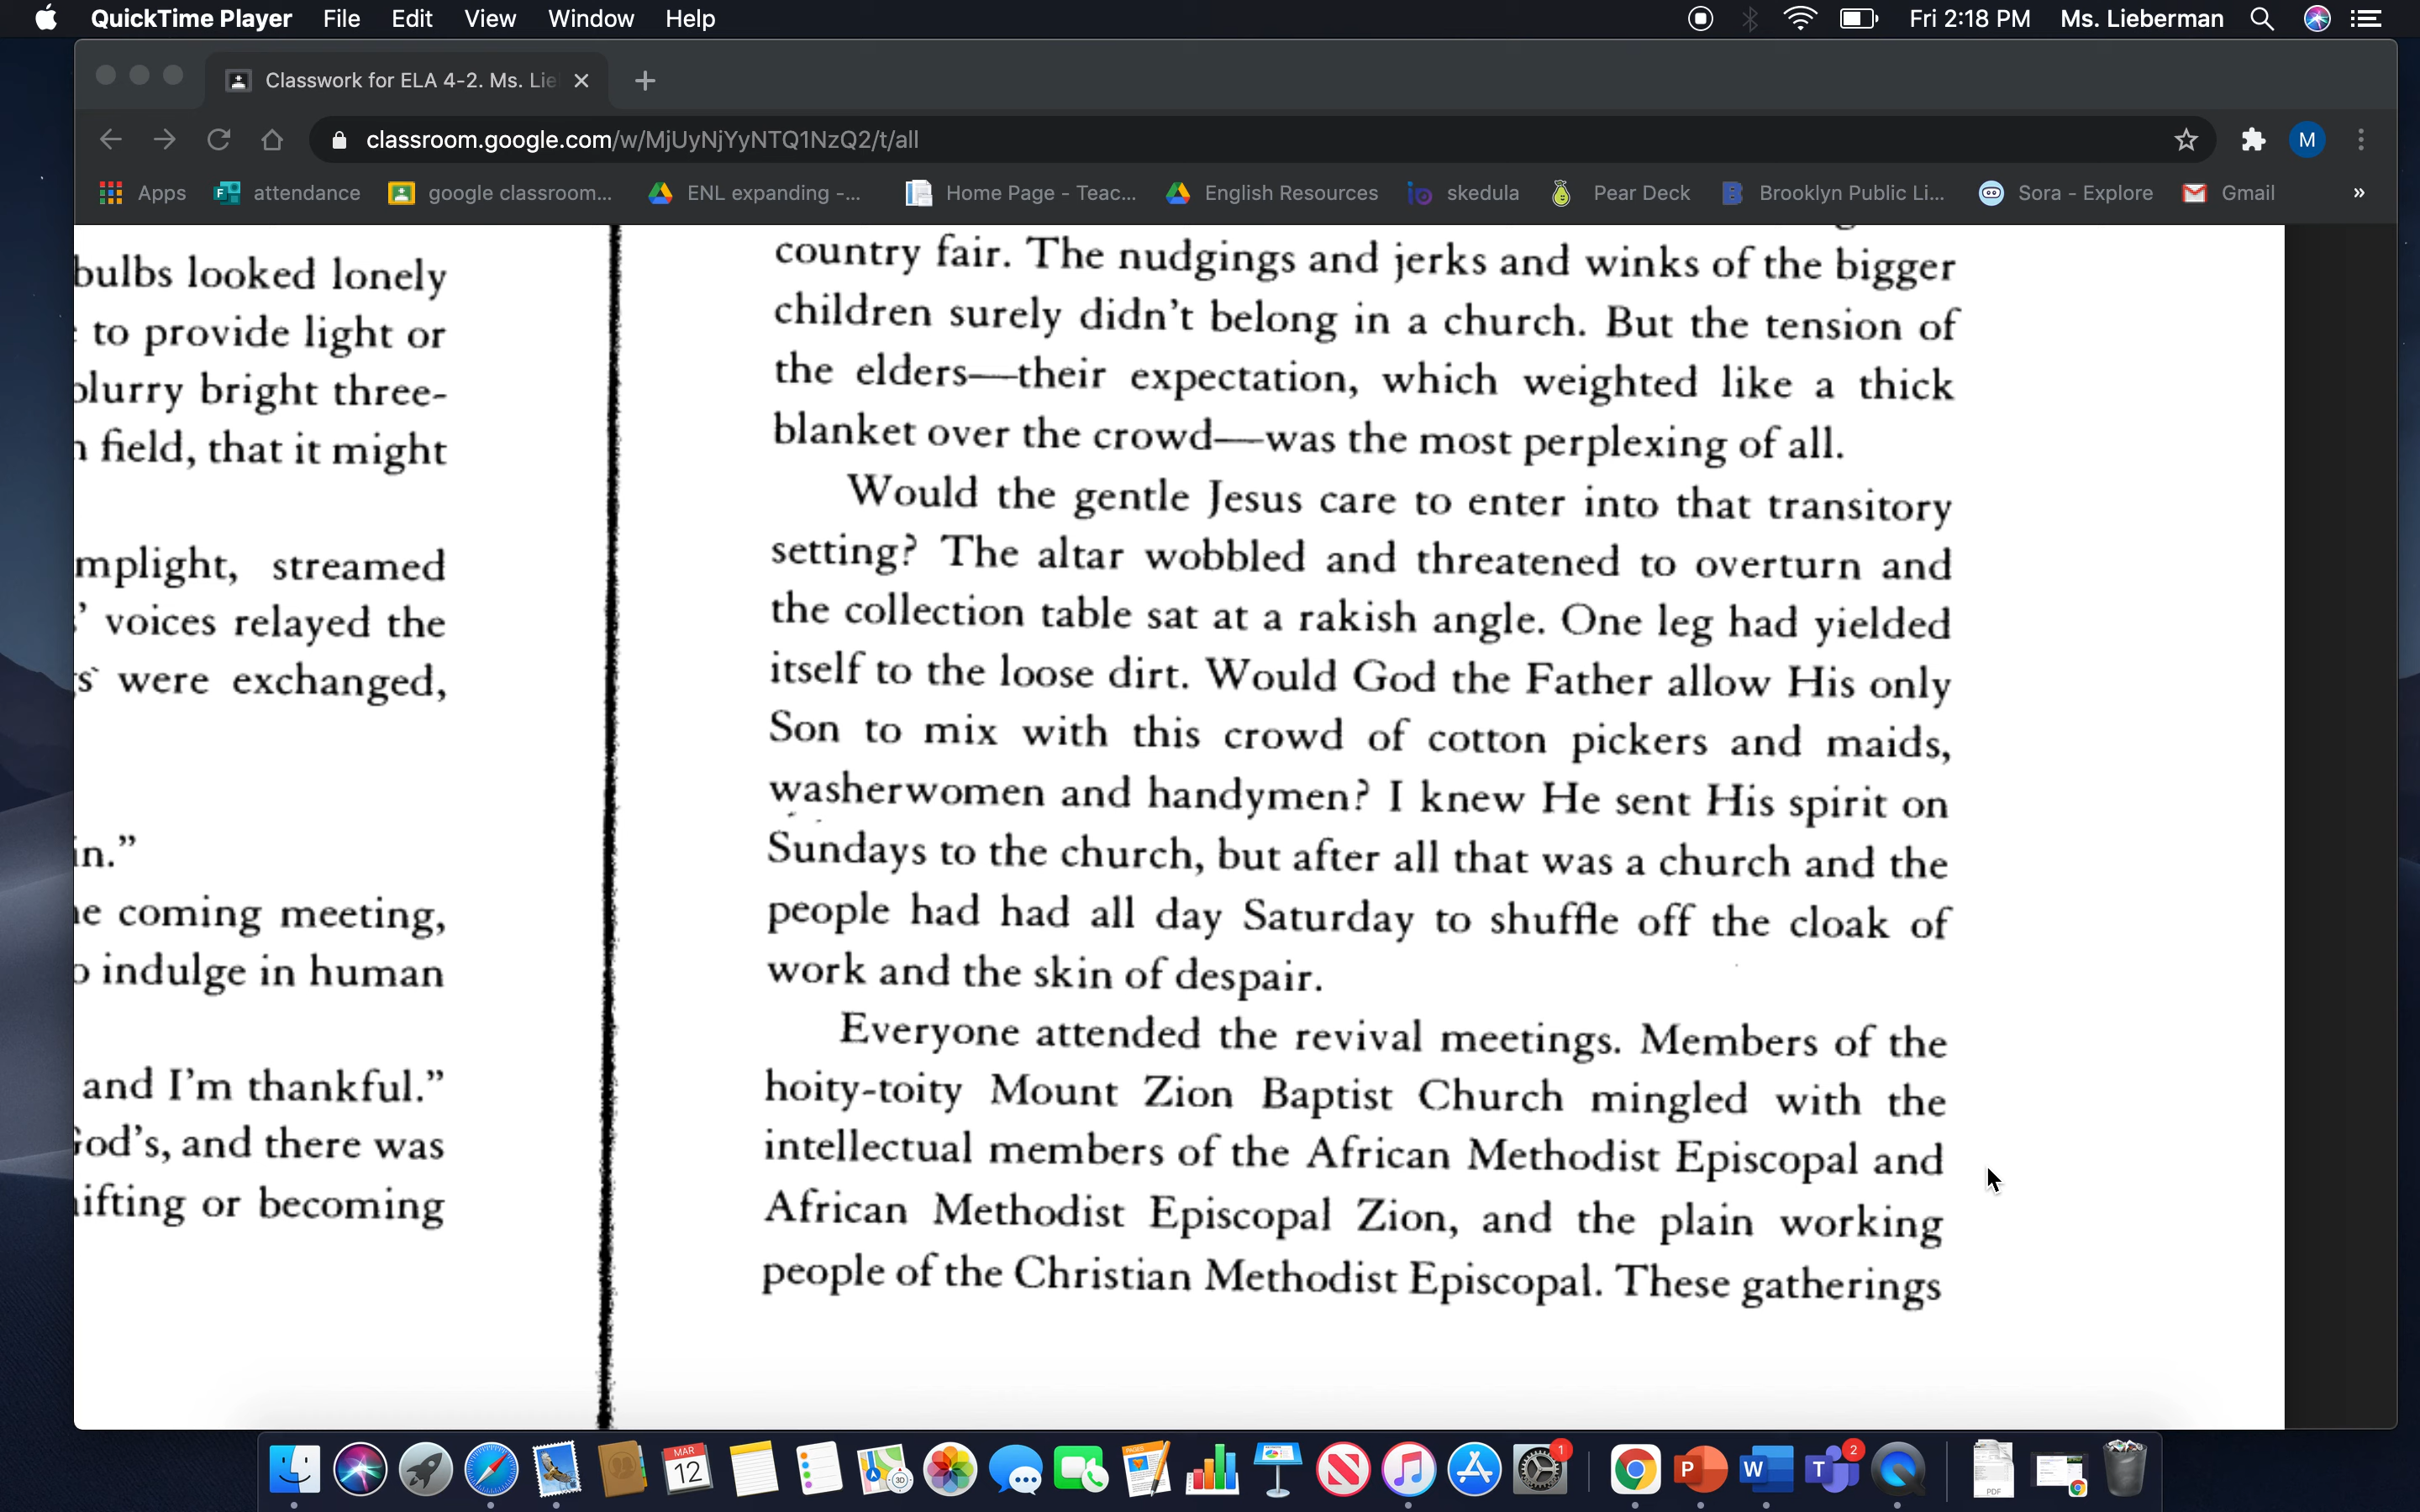 QuickTime Player File Edit View Window Help Fri 2:18 PM Ms. Lieberman
Classwork for ELA 4-2. Ms. Lie
classroom.google.com/w/MjUyNjYyNTQ1NzQ2/t/all
M
Apps attendance google classroom... ENL expanding -... Home Page - Teac... English Resources skedula Pear Deck Brooklyn Public Li... Sora - Explore Gmail »
bulbs looked lonely
to provide light or
blurry bright three-
field, that it might
mplight, streamed
voices relayed the
were exchanged,
in.”
coming meeting,
indulge in human
and I’m thankful.”
od’s, and there was
ifting or becoming
country fair. The nudgings and jerks and winks of the bigger
children surely didn’t belong in a church. But the tension of
the elders—their expectation, which weighted like a thick
blanket over the crowd—was the most perplexing of all.
Would the gentle Jesus care to enter into that transitory
setting? The altar wobbled and threatened to overturn and
the collection table sat at a rakish angle. One leg had yielded
itself to the loose dirt. Would God the Father allow His only
Son to mix with this crowd of cotton pickers and maids,
washerwomen and handymen? I knew He sent His spirit on
Sundays to the church, but after all that was a church and the
people had had all day Saturday to shuffle off the cloak of
work and the skin of despair.
Everyone attended the revival meetings. Members of the
hoity-toity Mount Zion Baptist Church mingled with the
intellectual members of the African Methodist Episcopal and
African Methodist Episcopal Zion, and the plain working
people of the Christian Methodist Episcopal. These gatherings
MAR
12
PAGES
3D
1
P
W
T
2
PDF